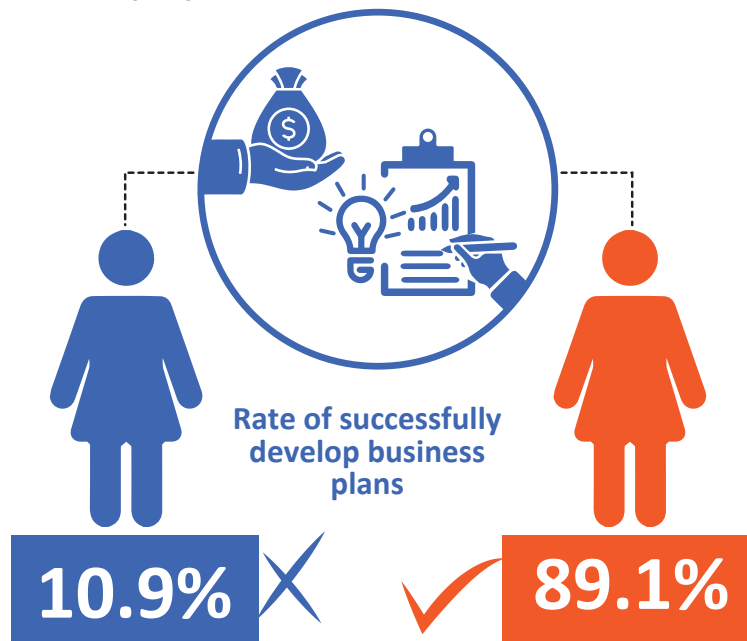 $
Rate of successfully
develop business
plans
10.9%
89.1%